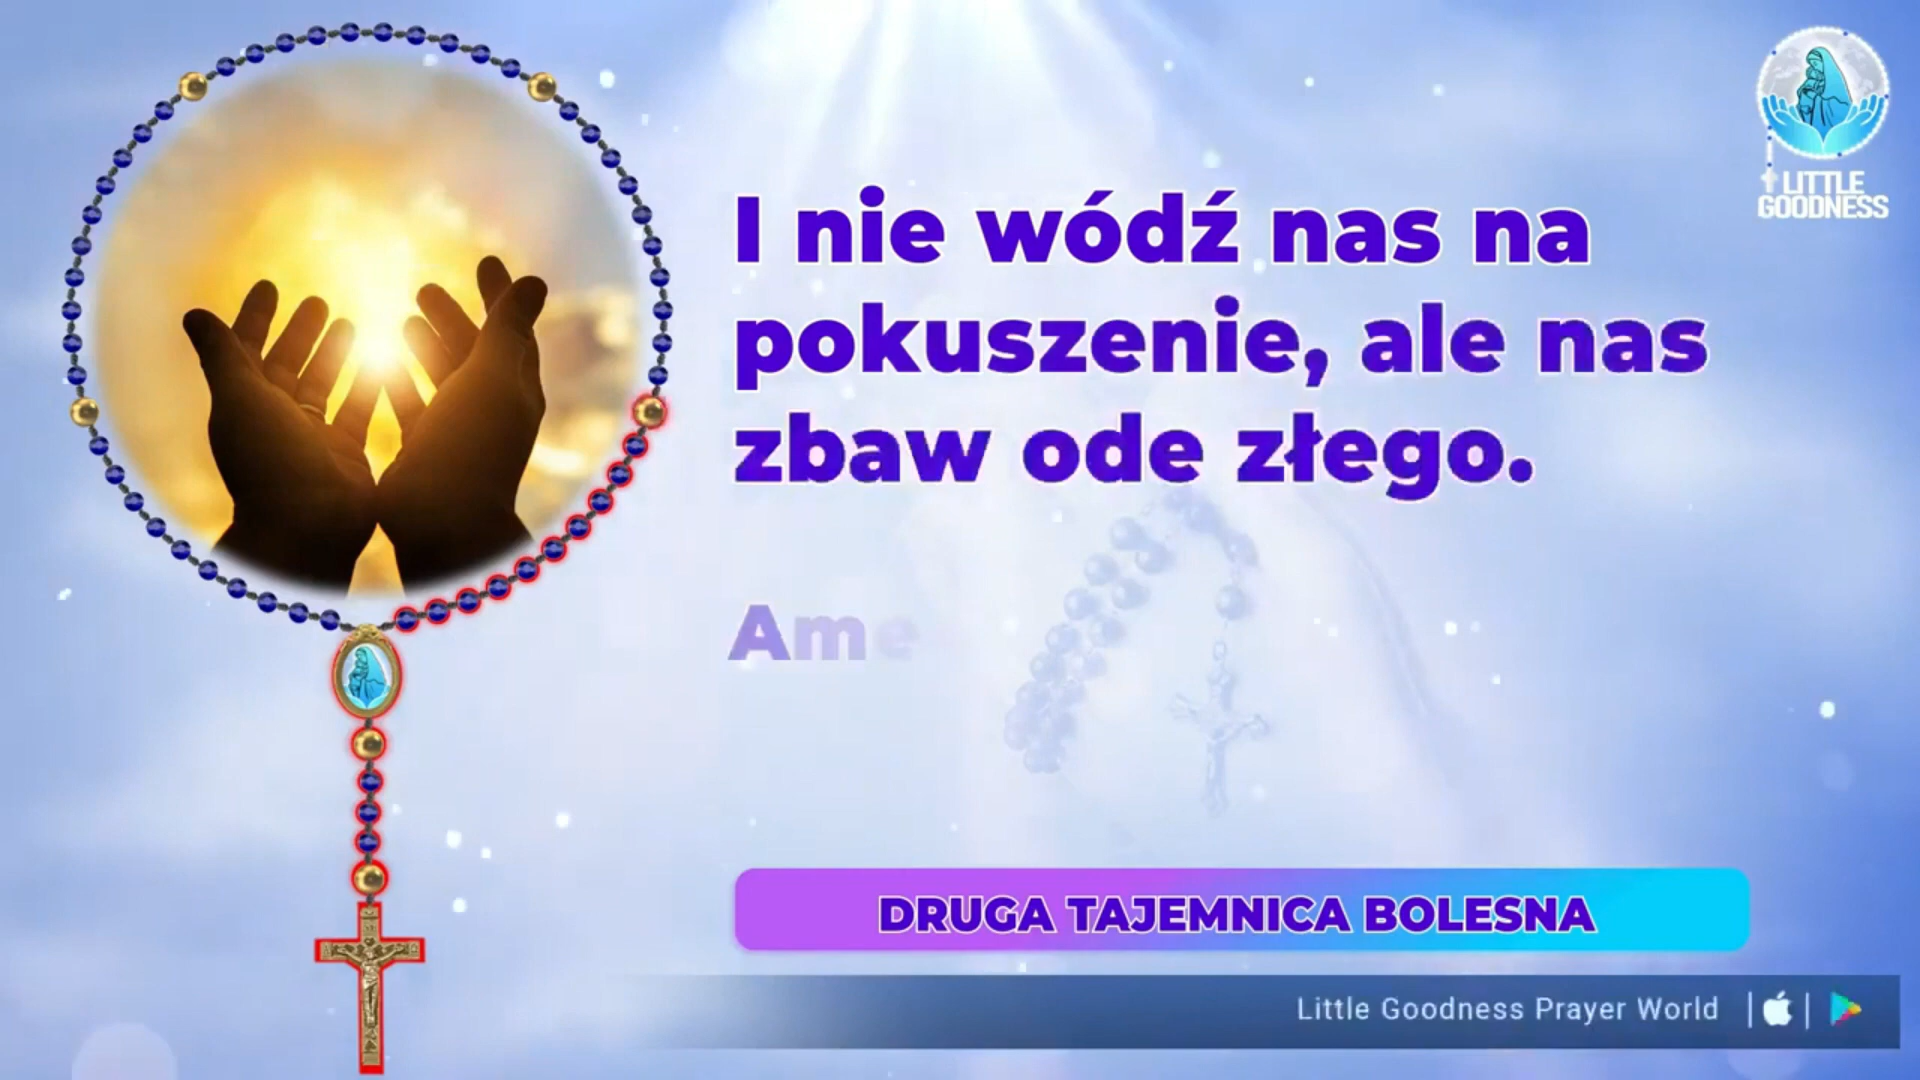 I nie wódź nas na
pokuszenie, ale nas
zbaw ode złego.
Ame
DRUGA TAJEMNICA BOLESNA
LITTLE
GOODNESS
Little Goodness Prayer World